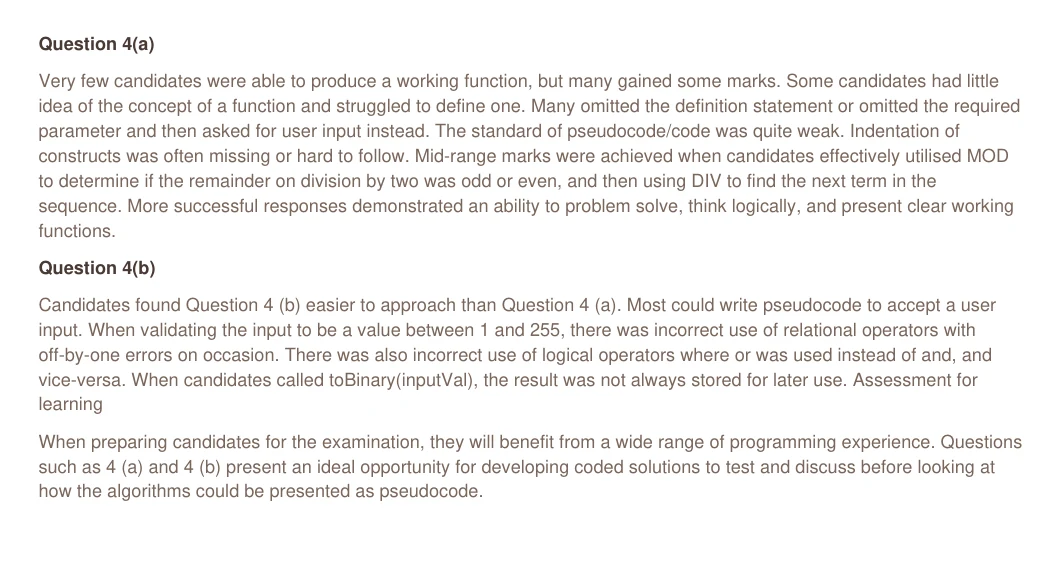 Question 4(a)
Very few candidates were able to produce a working function, but many gained some marks. Some candidates had little
idea of the concept of a function and struggled to define one. Many omitted the definition statement or omitted the required
parameter and then asked for user input instead. The standard of pseudocode/code was quite weak. Indentation of
constructs was often missing or hard to follow. Mid-range marks were achieved when candidates effectively utilised MOD
to determine if the remainder on division by two was odd or even, and then using DIV to find the next term in the
sequence. More successful responses demonstrated an ability to problem solve, think logically, and present clear working
functions.
Question 4(b)
Candidates found Question 4 (b) easier to approach than Question 4 (a). Most could write pseudocode to accept a user
input. When validating the input to be a value between 1 and 255, there was incorrect use of relational operators with
off-by-one errors on occasion. There was also incorrect use of logical operators where or was used instead of and, and
vice-versa. When candidates called toBinary(inputVal), the result was not always stored for later use. Assessment for
learning
When preparing candidates for the examination, they will benefit from a wide range of programming experience. Questions
such as 4 (a) and 4 (b) present an ideal opportunity for developing coded solutions to test and discuss before looking at
how the algorithms could be presented as pseudocode.